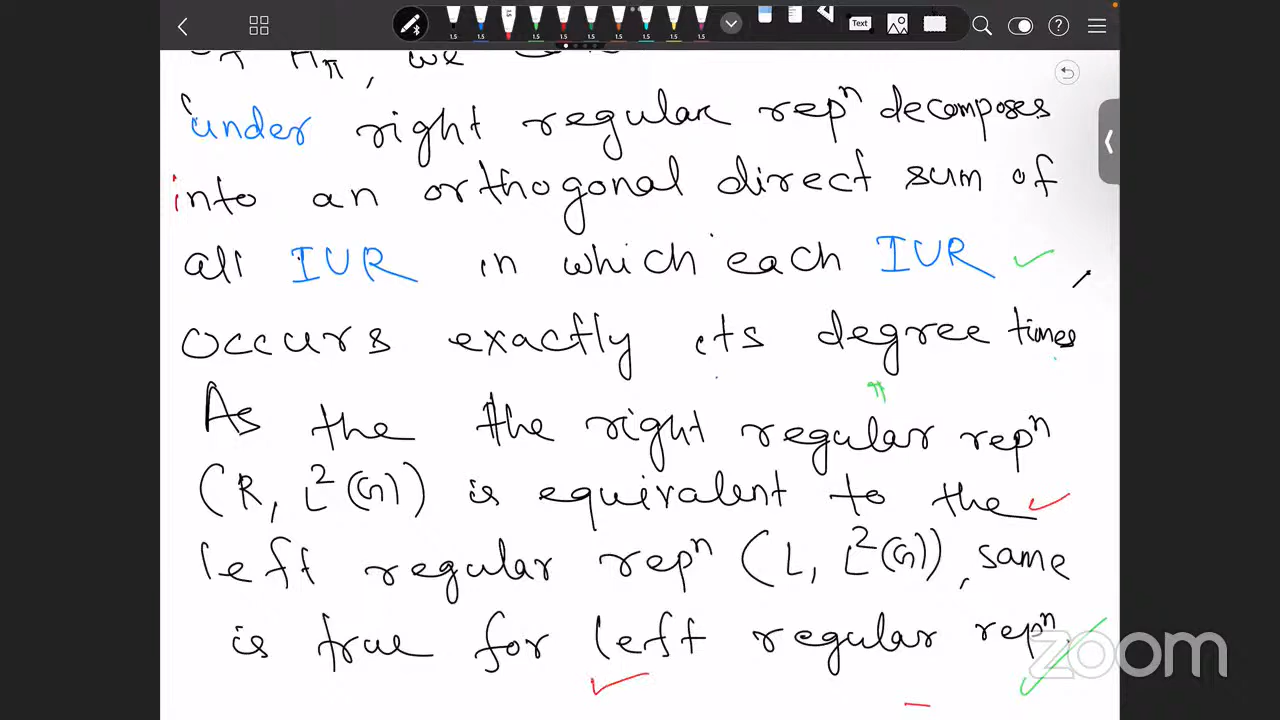 under right regular repⁿ decomposes
into an orthogonal direct sum of
all IUR in which each IUR
occurs exactly its degree times
π
As the the right regular repⁿ
(R, L²(G)) is equivalent to the
left regular repⁿ (L, L²(G)), same
is true for left regular repⁿ.
zoom
Text